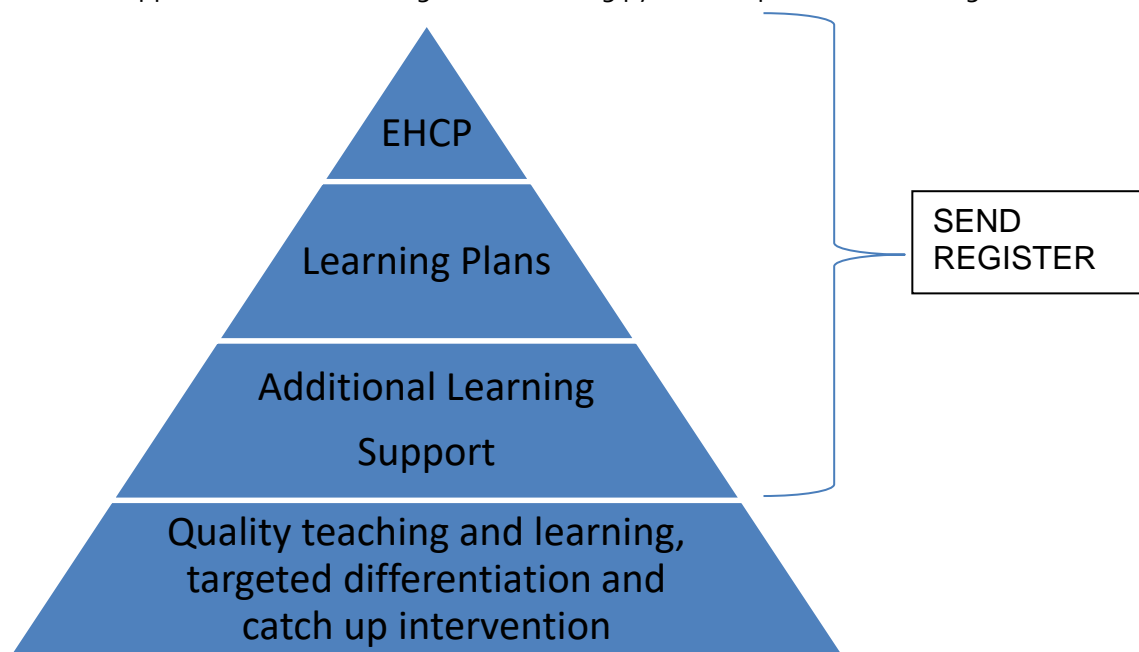 EHCP
Learning Plans
Additional Learning
Support
Quality teaching and learning,
targeted differentiation and
catch up intervention
SEND
REGISTER